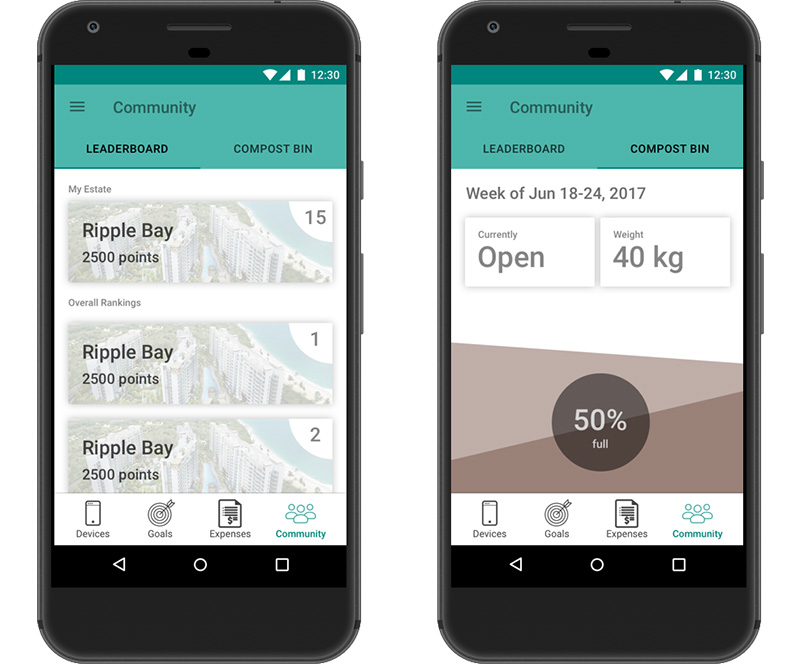 12:30
Community
LEADERBOARD COMPOST BIN
My Estate
15
Ripple Bay
2500 points
Overall Rankings
1
Ripple Bay
2500 points
2
Ripple Bay
2500 points
Devices Goals Expenses Community
12:30
Community
LEADERBOARD COMPOST BIN
Week of Jun 18-24, 2017
Currently Weight
Open 40 kg
50%
full
Devices Goals Expenses Community